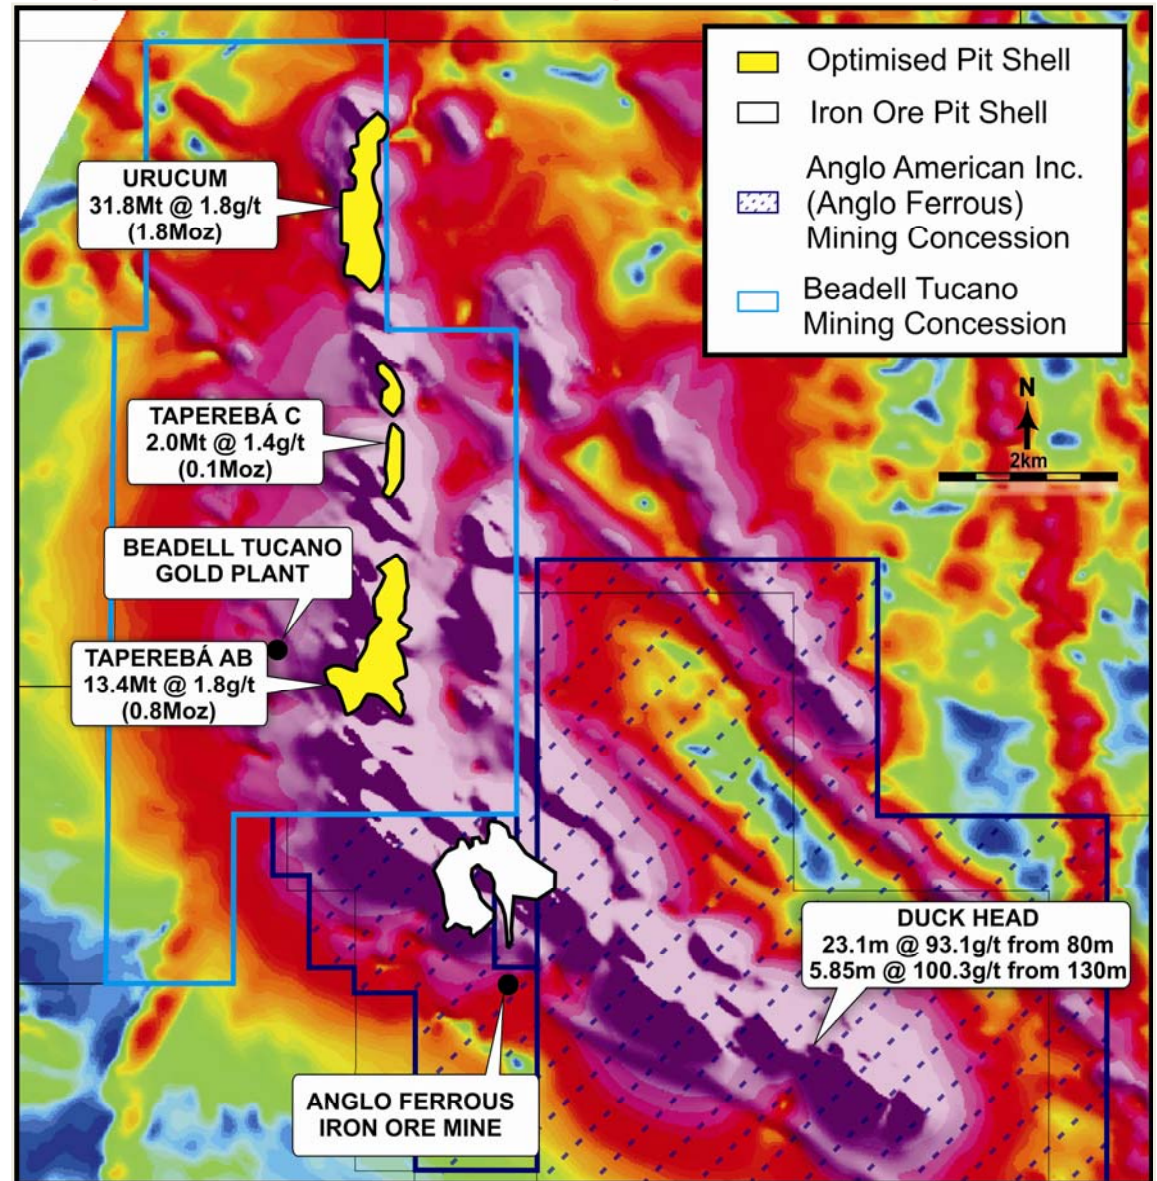 Optimised Pit Shell
Iron Ore Pit Shell
Anglo American Inc.
(Anglo Ferrous)
Mining Concession
Beadell Tucano
Mining Concession
URUCUM
31.8Mt @ 1.8g/t
(1.8Moz)
N
2km
TAPEREBÁ C
2.0Mt @ 1.4g/t
(0.1Moz)
BEADELL TUCANO
GOLD PLANT
TAPEREBÁ AB
13.4Mt @ 1.8g/t
(0.8Moz)
DUCK HEAD
23.1m @ 93.1g/t from 80m
5.85m @ 100.3g/t from 130m
ANGLO FERROUS
IRON ORE MINE